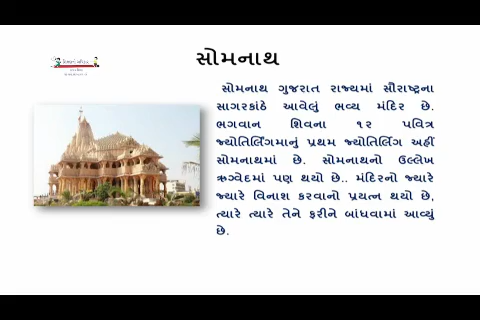 સોમનાથ
સોમનાથ ગુજરાત રાજ્યમાં સૌરાષ્ટ્રના
સાગરકાંઠે આવેલું ભવ્ય મંદિર છે.
ભગવાન શિવના ૧૨ પવિત્ર
જ્યોતિર્લિંગમાનું પ્રથમ જ્યોતિર્લિંગ અહીં
સોમનાથમાં છે. સોમનાથનો ઉલ્લેખ
ઋગ્વેદમાં પણ થયો છે.. મંદિરનો જ્યારે
જ્યારે વિનાશ કરવાનો પ્રયત્ન થયો છે,
ત્યારે ત્યારે તેને ફરીને બાંધવામાં આવ્યું
છે.